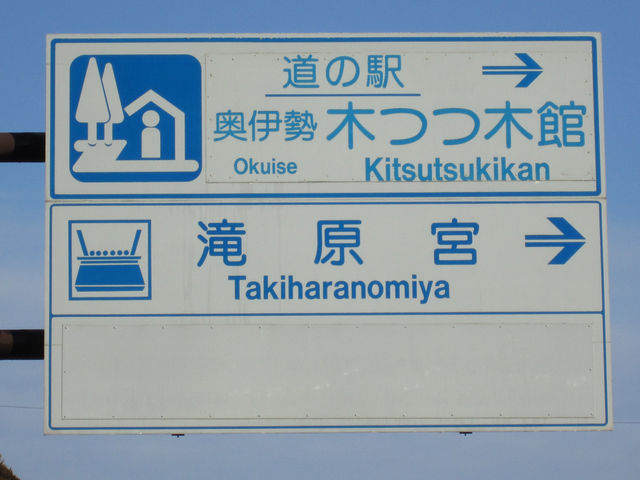 道の駅
奥伊勢 木つつ木館
Okuise Kitsutsukikan
滝原宮
Takiharanomiya